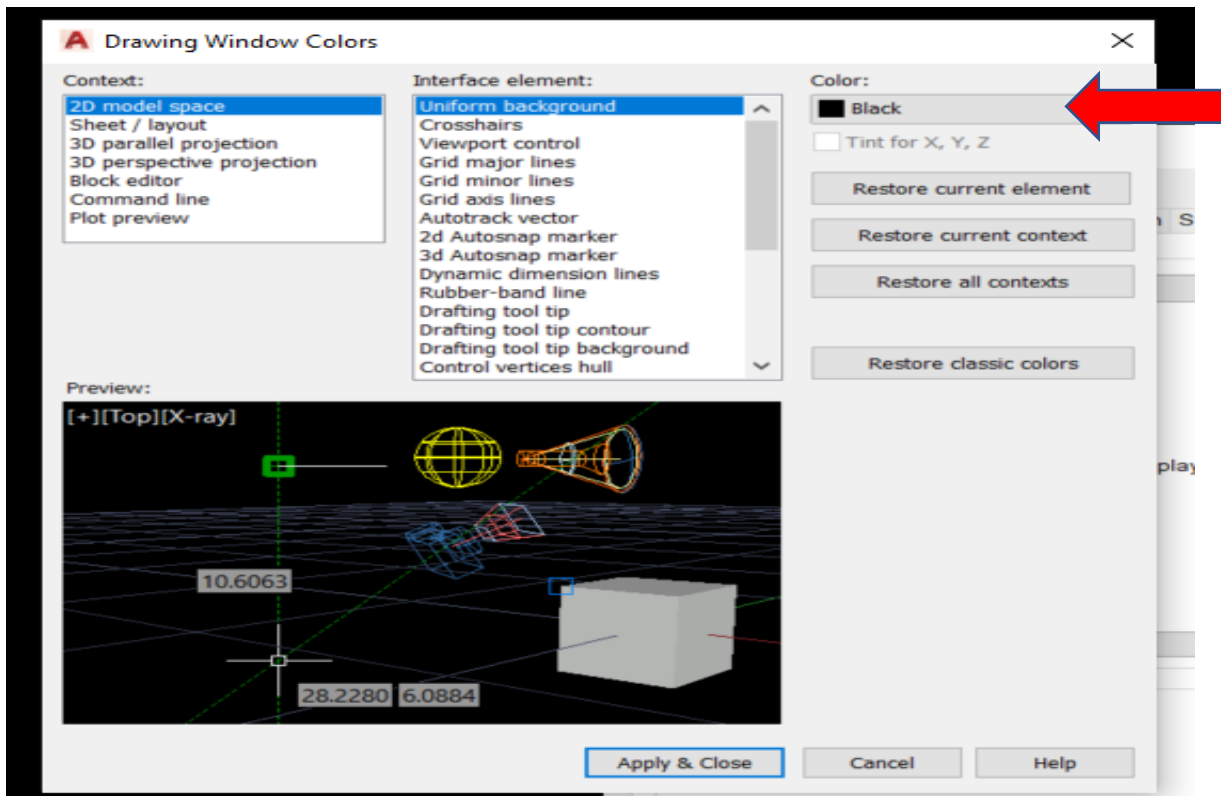 Drawing Window Colors
Context:
2D model space
Sheet / layout
3D parallel projection
3D perspective projection
Block editor
Command line
Plot preview
Interface element:
Uniform background
Crosshairs
Viewport control
Grid major lines
Grid minor lines
Grid axis lines
Autotrack vector
2d Autosnap marker
3d Autosnap marker
Dynamic dimension lines
Rubber-band line
Drafting tool tip
Drafting tool tip contour
Drafting tool tip background
Control vertices hull
Color:
Black
Tint for X, Y, Z
Restore current element
Restore current context
Restore all contexts
Restore classic colors
Preview:
[+][Top][X-ray]
10.6063
28.2280 6.0884
Apply & Close
Cancel
Help
S
play